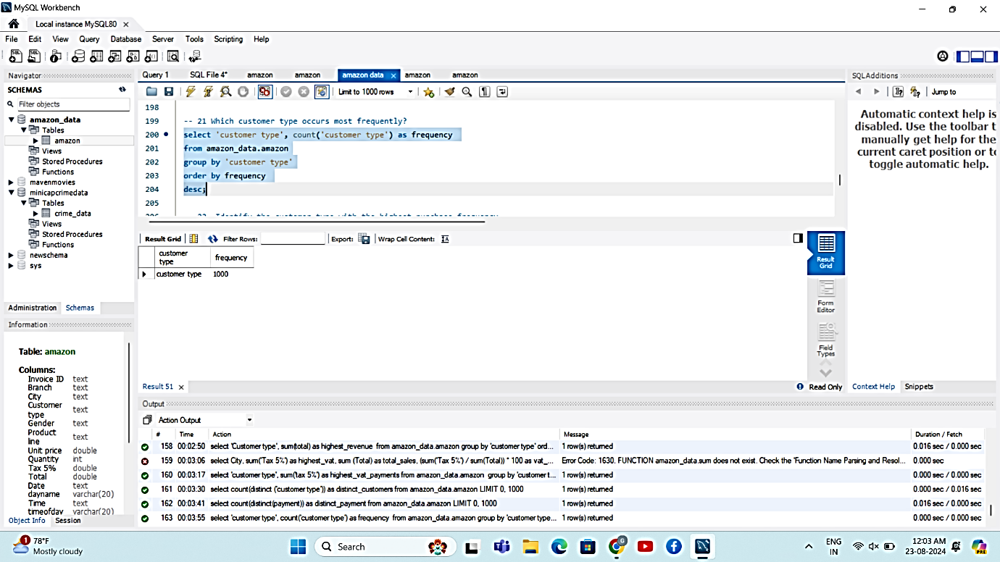 MySQL Workbench
Local instance MySQL80
File Edit View Query Database Server Tools Scripting Help
Navigator
SCHEMAS
Filter objects
amazon_data
Tables
amazon
Views
Stored Procedures
Functions
mavenmovies
minicapcrimedata
Tables
crime_data
Views
Stored Procedures
Functions
newschema
sys
Administration Schemas
Information
Table: amazon
Columns:
Invoice ID text
Branch text
City text
Customer type text
Gender text
Product line text
Unit price double
Quantity int
Tax 5% double
Total double
Date text
dayname varchar(20)
Time text
timeofday varchar(20)
Object Info Session
Query 1 SQL File 4* amazon amazon amazon data amazon amazon
Limit to 1000 rows
198
199 -- 21 Which customer type occurs most frequently?
200 select 'customer type', count('customer type') as frequency
201 from amazon_data.amazon
202 group by 'customer type'
203 order by frequency
204 desc;
205
Result Grid Filter Rows: Export: Wrap Cell Content:
customer type frequency
customer type 1000
Result Grid
Form Editor
Field Types
Result 51
Read Only
SQLAdditions
Jump to
Automatic context help is
disabled. Use the toolbar t
manually get help for the
current caret position or to
toggle automatic help.
Context Help Snippets
Output
Action Output
# Time Action Message Duration / Fetch
158 00:02:50 select 'Customer type', sum(total) as highest_revenue from amazon_data.amazon group by 'customer type' ord... 1 row(s) returned 0.016 sec / 0.000 sec
159 00:03:06 select City, sum('Tax 5%') as highest_vat, sum (Total) as total_sales, (sum('Tax 5%') / sum(Total)) * 100 as vat_... Error Code: 1630. FUNCTION amazon_data.sum does not exist. Check the 'Function Name Parsing and Resol... 0.000 sec
160 00:03:17 select 'customer type', sum('tax 5%') as highest_vat_payments from amazon_data.amazon group by 'customer t... 1 row(s) returned 0.000 sec / 0.000 sec
161 00:03:30 select count(distinct ('customer type')) as distinct_customers from amazon_data.amazon LIMIT 0, 1000 1 row(s) returned 0.000 sec / 0.016 sec
162 00:03:41 select count(distinct(payment)) as distinct_payment from amazon_data.amazon LIMIT 0, 1000 1 row(s) returned 0.016 sec / 0.000 sec
163 00:03:55 select 'customer type', count('customer type') as frequency from amazon_data.amazon group by 'customer type... 1 row(s) returned 0.000 sec / 0.000 sec
1
78°F
Mostly cloudy
Search
G
ENG
IN
12:03 AM
23-08-2024
PRE